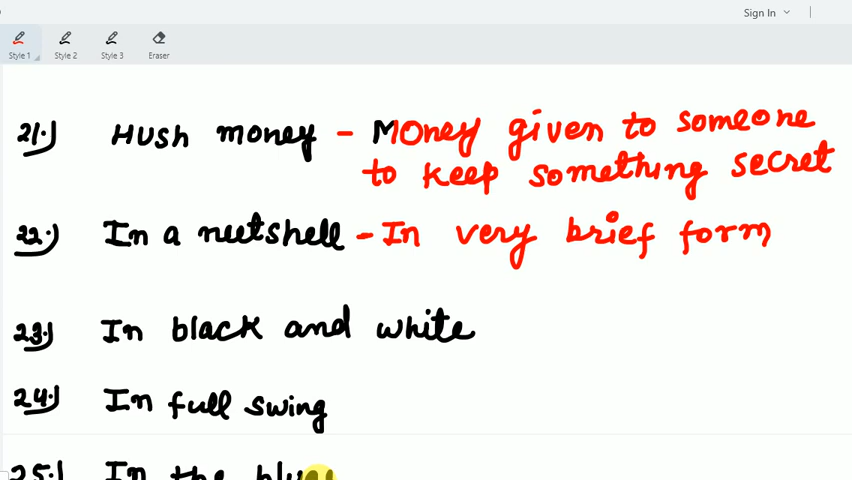 Sign In
Style 1 Style 2 Style 3 Eraser
21.) Hush money - Money given to someone
to keep something secret
22.) In a nutshell - In very brief form
23.) In black and white
24.) In full swing
25.) In the